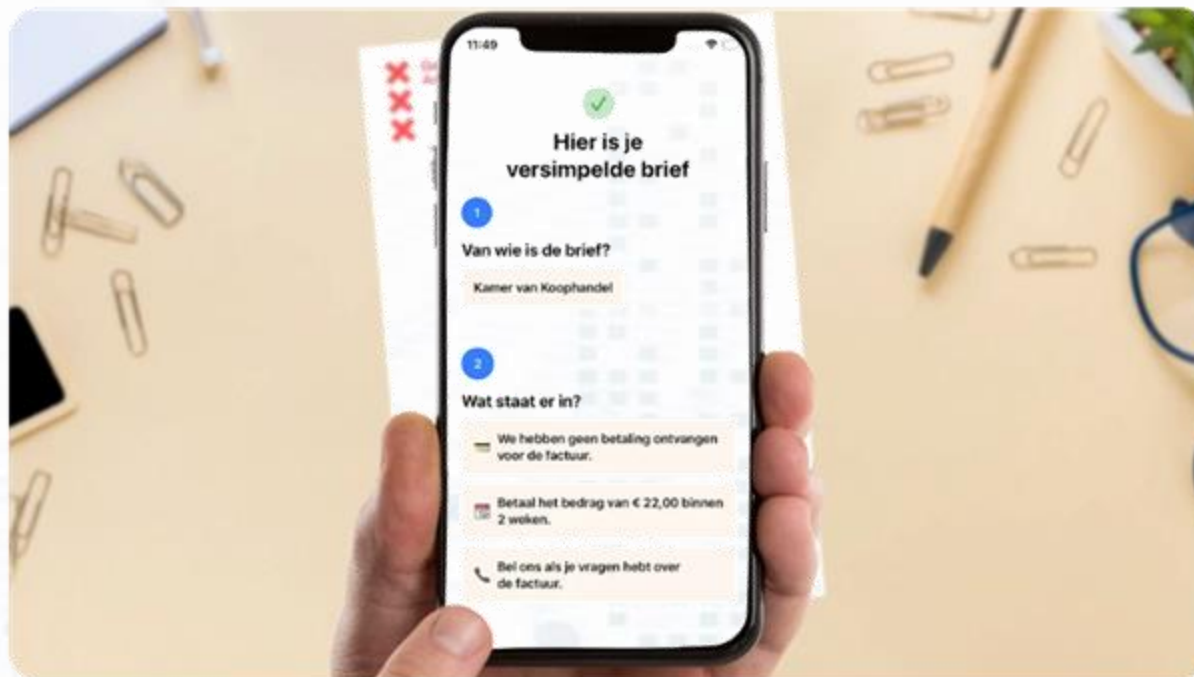 11:49
Hier is je
versimpelde brief
1
Van wie is de brief?
Kamer van Koophandel
2
Wat staat er in?
We hebben geen betaling ontvangen
voor de factuur.
Betaal het bedrag van € 22,00 binnen
2 weken.
Bel ons als je vragen hebt over
de factuur.